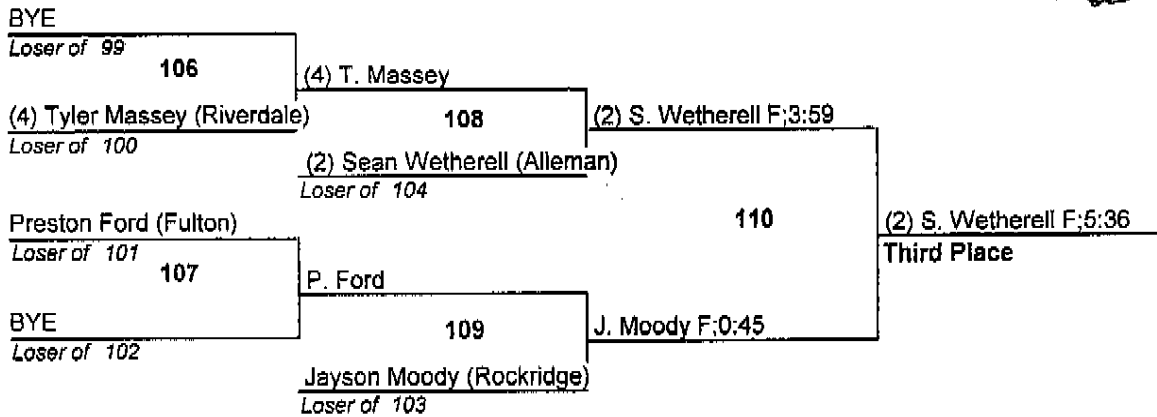 BYE
Loser of 99
106
(4) T. Massey
(4) Tyler Massey (Riverdale)
Loser of 100
108
(2) S. Wetherell F;3:59
(2) Sean Wetherell (Alleman)
Loser of 104
Preston Ford (Fulton)
Loser of 101
110
(2) S. Wetherell F;5:36
Third Place
107
P. Ford
BYE
Loser of 102
109
J. Moody F;0:45
Jayson Moody (Rockridge)
Loser of 103